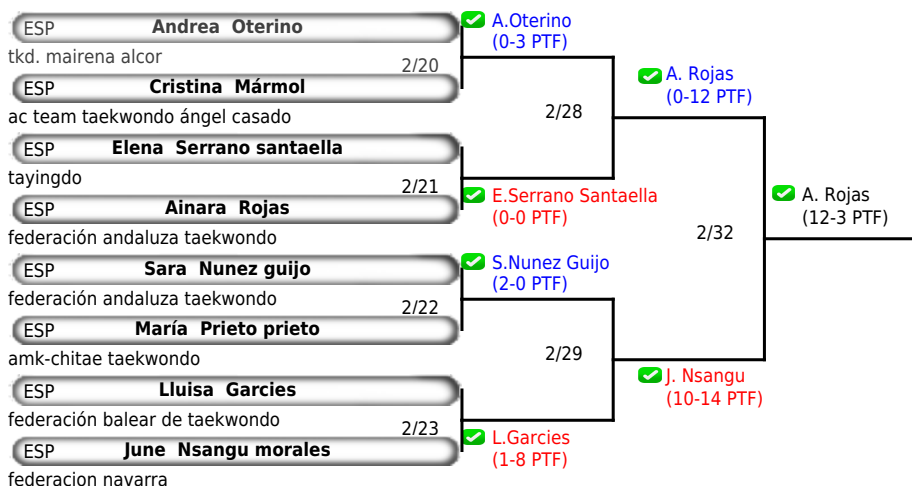 ESP Andrea Oterino
tkd. mairena alcor
2/20
ESP Cristina Mármol
ac team taekwondo ángel casado
ESP Elena Serrano santaella
tayingdo
2/21
ESP Ainara Rojas
federación andaluza taekwondo
ESP Sara Nunez guijo
federación andaluza taekwondo
2/22
ESP María Prieto prieto
amk-chitae taekwondo
ESP Lluisa Garcies
federación balear de taekwondo
2/23
ESP June Nsangu morales
federacion navarra
A.Oterino
(0-3 PTF)
2/28
E.Serrano Santaella
(0-0 PTF)
S.Nunez Guijo
(2-0 PTF)
2/29
L.Garcies
(1-8 PTF)
A. Rojas
(0-12 PTF)
2/32
J. Nsangu
(10-14 PTF)
A. Rojas
(12-3 PTF)